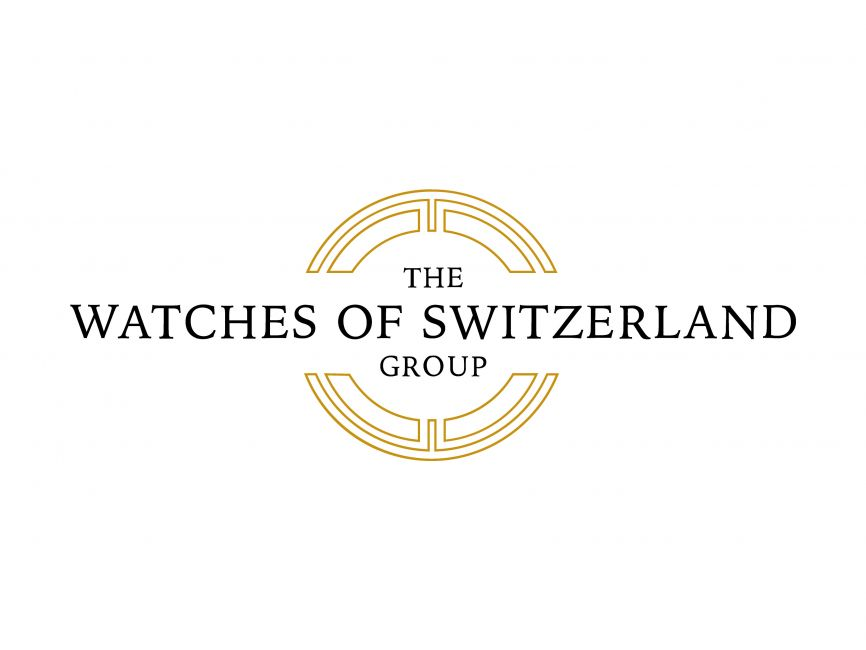 THE
WATCHES OF SWITZERLAND
GROUP